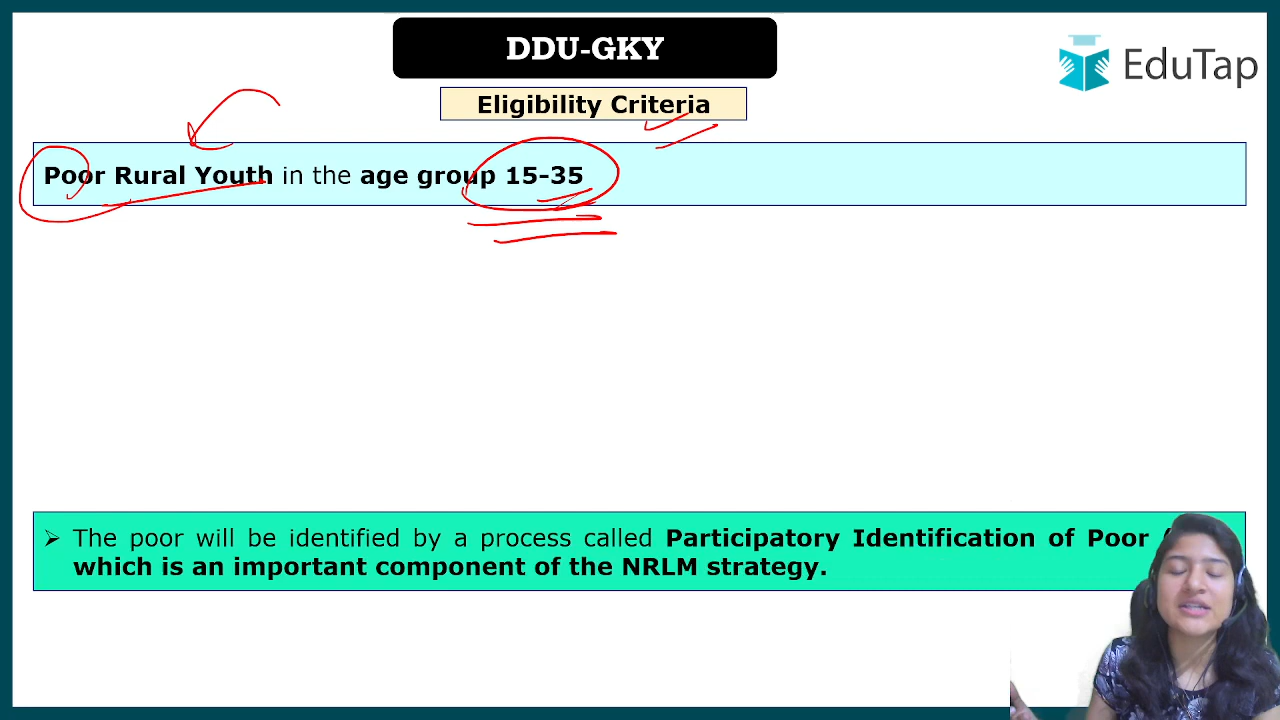 DDU-GKY
EduTap
Eligibility Criteria
Poor Rural Youth in the age group 15-35
➢ The poor will be identified by a process called Participatory Identification of Poor
which is an important component of the NRLM strategy.